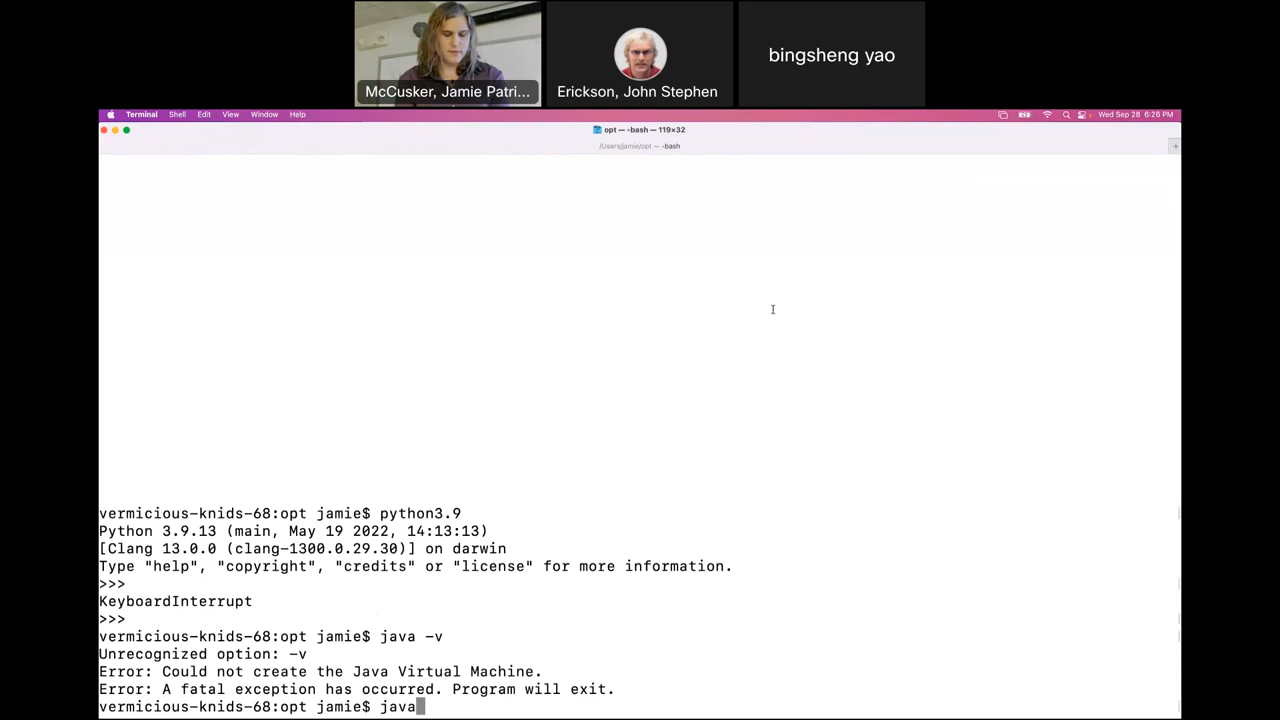 McCusker, Jamie Patri...
Erickson, John Stephen
bingsheng yao
Terminal Shell Edit View Window Help
Wed Sep 28 6:26 PM
opt — -bash — 119×32
/Users/jamie/opt — -bash
+
vermicious-knids-68:opt jamie$ python3.9
Python 3.9.13 (main, May 19 2022, 14:13:13)
[Clang 13.0.0 (clang-1300.0.29.30)] on darwin
Type "help", "copyright", "credits" or "license" for more information.
>>>
KeyboardInterrupt
>>>
vermicious-knids-68:opt jamie$ java -v
Unrecognized option: -v
Error: Could not create the Java Virtual Machine.
Error: A fatal exception has occurred. Program will exit.
vermicious-knids-68:opt jamie$ java